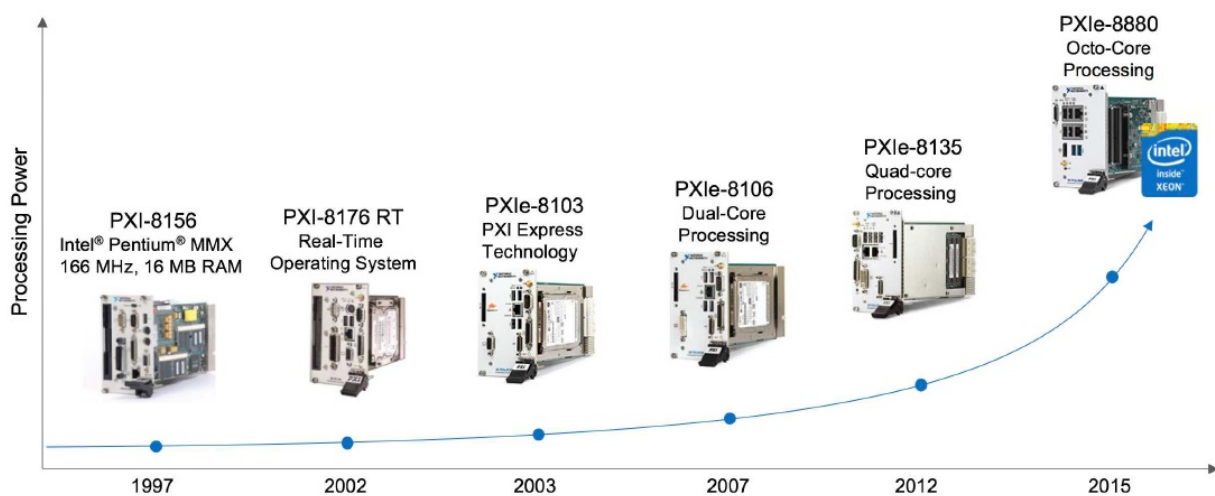 PXIe-8880
Octo-Core
Processing
intel
inside™
XEON®
PXIe-8135
Quad-core
Processing
PXIe-8106
Dual-Core
Processing
PXIe-8103
PXI Express
Technology
PXI-8176 RT
Real-Time
Operating System
PXI-8156
Intel® Pentium® MMX
166 MHz, 16 MB RAM
Processing Power
1997
2002
2003
2007
2012
2015